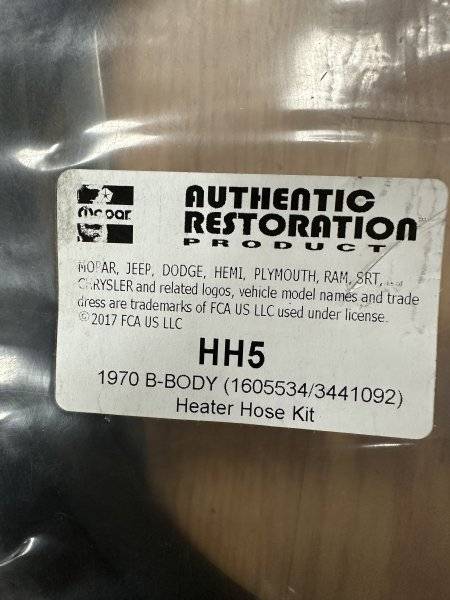 mopar
AUTHENTIC
RESTORATION
PRODUCT
MOPAR, JEEP, DODGE, HEMI, PLYMOUTH, RAM, SRT,
CHRYSLER and related logos, vehicle model names and trade
dress are trademarks of FCA US LLC used under license.
© 2017 FCA US LLC
HH5
1970 B-BODY (1605534/3441092)
Heater Hose Kit